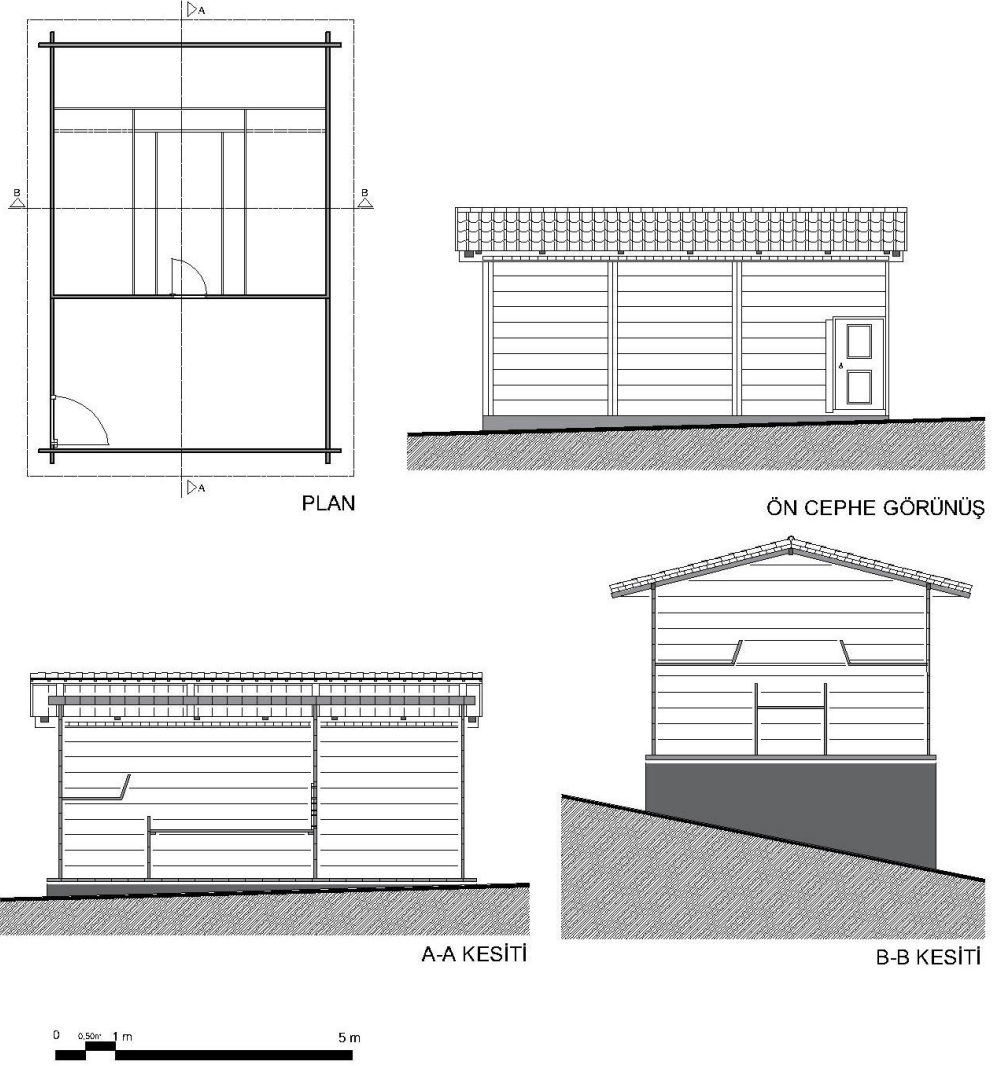 A
B
B
A
PLAN
ÖN CEPHE GÖRÜNÜŞ
A-A KESİTİ
B-B KESİTİ
0 0,50m 1 m 5 m